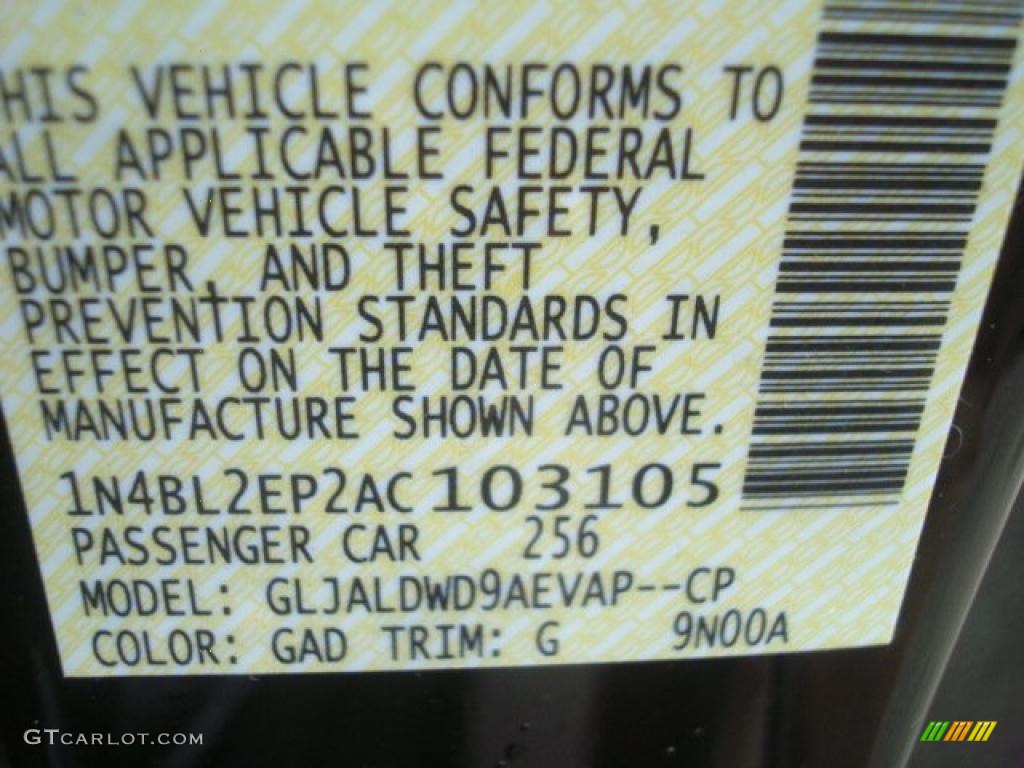 HIS VEHICLE CONFORMS TO
ALL APPLICABLE FEDERAL
MOTOR VEHICLE SAFETY,
BUMPER, AND THEFT
PREVENTION STANDARDS IN
EFFECT ON THE DATE OF
MANUFACTURE SHOWN ABOVE.
1N4BL2EP2AC103105
PASSENGER CAR 256
MODEL: GLJALDWD9AEVAP--CP
COLOR: GAD TRIM: G 9N00A
GTCARLOT.COM